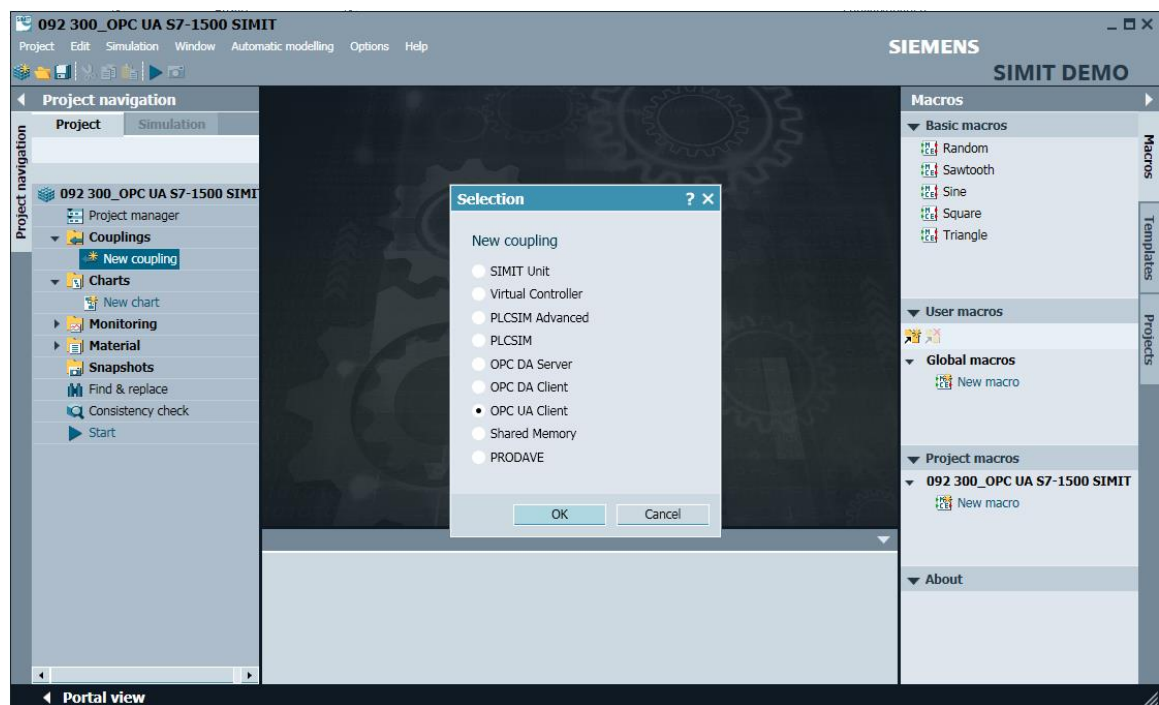 092 300_OPC UA S7-1500 SIMIT
Project Edit Simulation Window Automatic modelling Options Help
SIEMENS
SIMIT DEMO
Project navigation
Project navigation
Project Simulation
092 300_OPC UA S7-1500 SIMI
Project manager
Couplings
New coupling
Charts
New chart
Monitoring
Material
Snapshots
Find & replace
Consistency check
Start
Selection ? X
New coupling
SIMIT Unit
Virtual Controller
PLCSIM Advanced
PLCSIM
OPC DA Server
OPC DA Client
OPC UA Client
Shared Memory
PRODAVE
OK Cancel
Macros
Basic macros
Random
Sawtooth
Sine
Square
Triangle
User macros
Global macros
New macro
Project macros
092 300_OPC UA S7-1500 SIMIT
New macro
About
Macros
Templates
Projects
Portal view